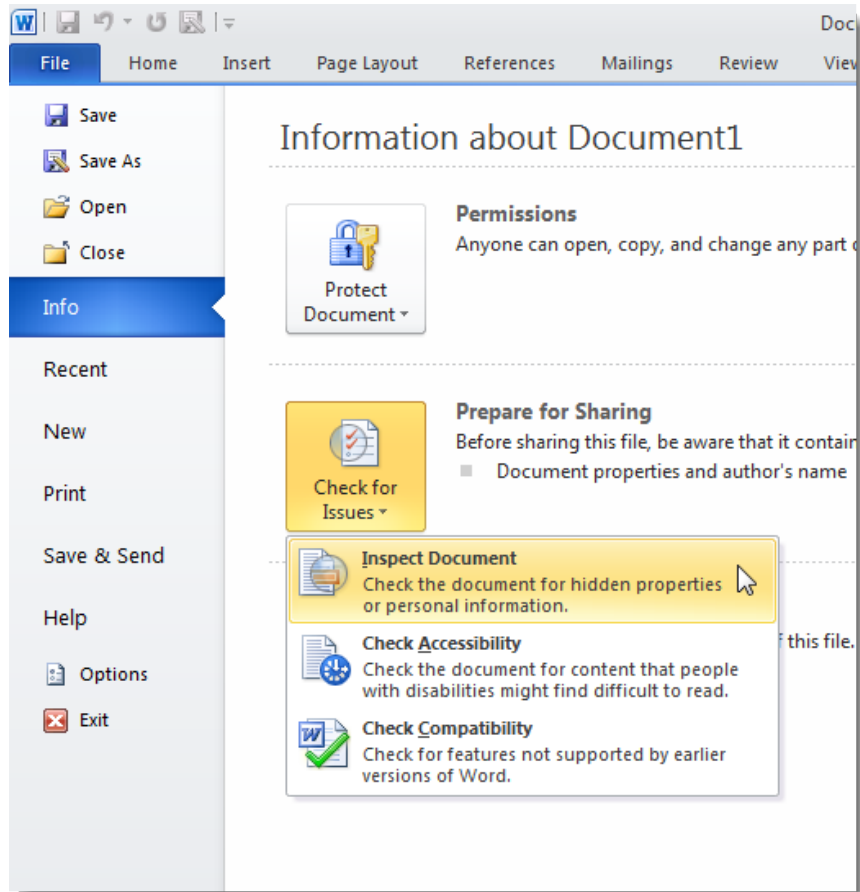 Doc
File Home Insert Page Layout References Mailings Review View
Save
Save As
Open
Close
Info
Recent
New
Print
Save & Send
Help
Options
Exit
Information about Document1
Protect
Document
Permissions
Anyone can open, copy, and change any part
Check for
Issues
Prepare for Sharing
Before sharing this file, be aware that it contain
Document properties and author's name
Inspect Document
Check the document for hidden properties
or personal information.
this file.
Check Accessibility
Check the document for content that people
with disabilities might find difficult to read.
Check Compatibility
Check for features not supported by earlier
versions of Word.